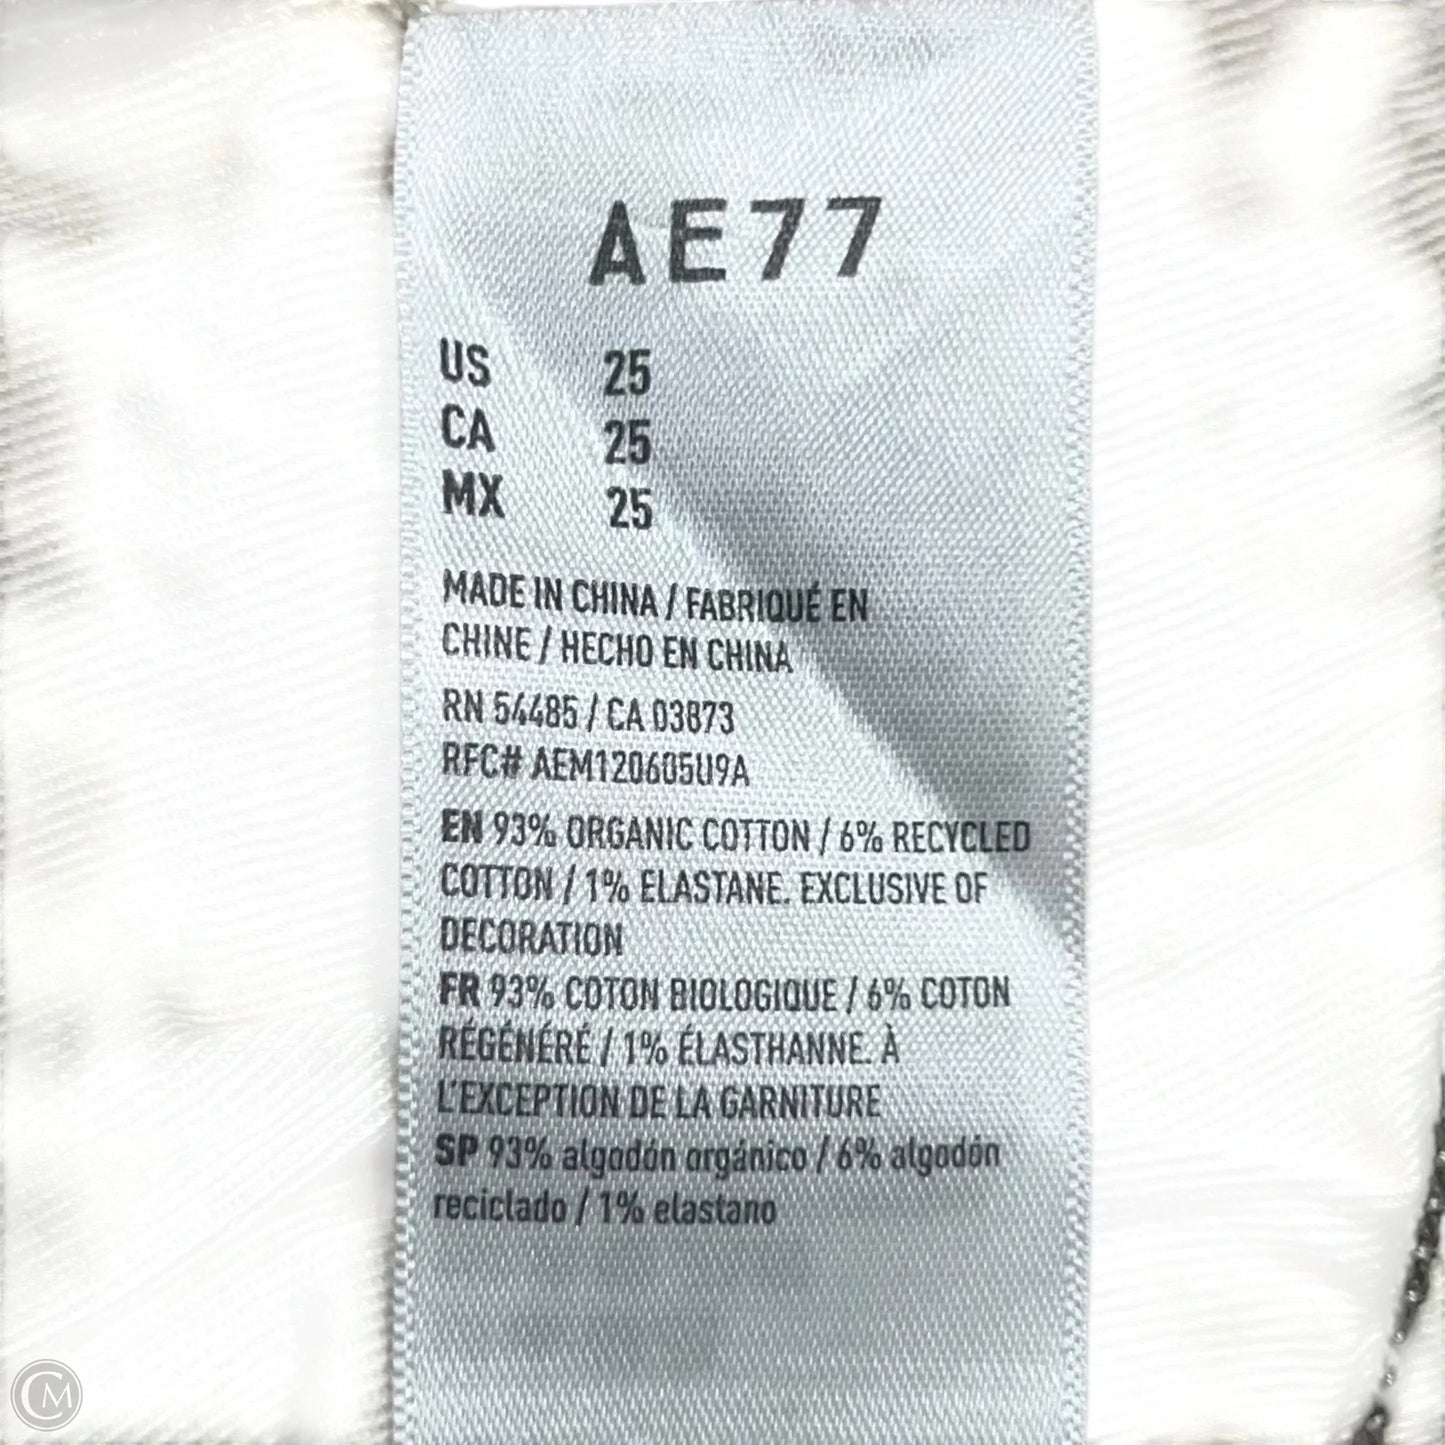 AE77
US 25
CA 25
MX 25
MADE IN CHINA / FABRIQUÉ EN
CHINE / HECHO EN CHINA
RN 54485 / CA 03873
RFC# AEM120605U9A
EN 93% ORGANIC COTTON / 6% RECYCLED
COTTON / 1% ELASTANE. EXCLUSIVE OF
DECORATION
FR 93% COTON BIOLOGIQUE / 6% COTON
RÉGÉNÉRÉ / 1% ÉLASTHANNE. À
L'EXCEPTION DE LA GARNITURE
SP 93% algodón orgánico / 6% algodón
reciclado / 1% elastano
CM